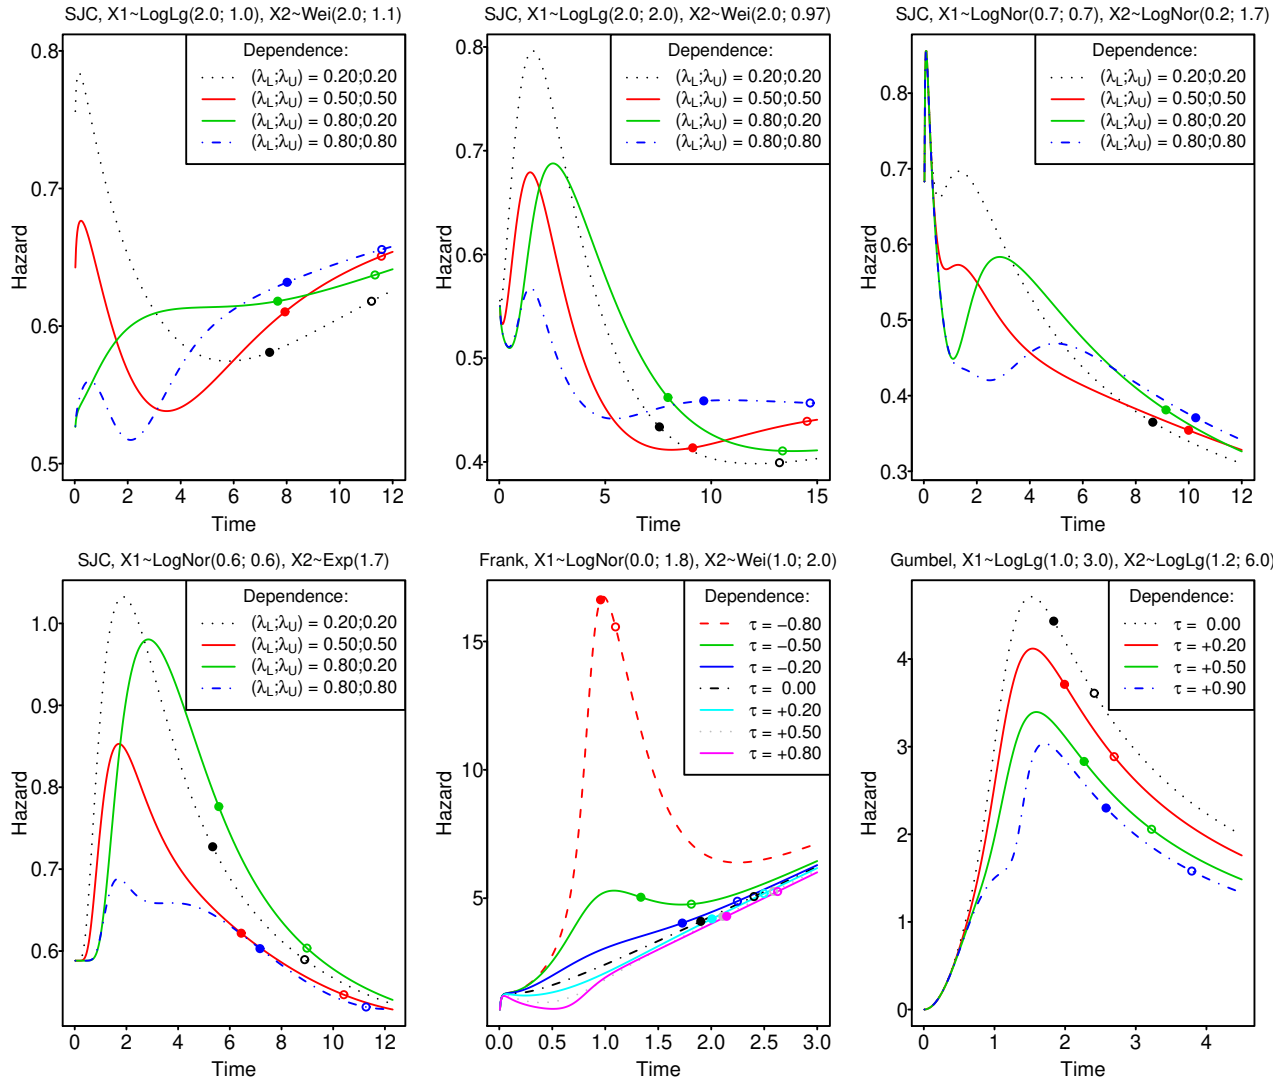 SJC, X1~LogLg(2.0; 1.0), X2~Wei(2.0; 1.1)
Dependence:
(λL;λU) = 0.20;0.20
(λL;λU) = 0.50;0.50
(λL;λU) = 0.80;0.20
(λL;λU) = 0.80;0.80
Hazard
0.8
0.7
0.6
0.5
0 2 4 6 8 10 12
Time
SJC, X1~LogLg(2.0; 2.0), X2~Wei(2.0; 0.97)
Dependence:
(λL;λU) = 0.20;0.20
(λL;λU) = 0.50;0.50
(λL;λU) = 0.80;0.20
(λL;λU) = 0.80;0.80
Hazard
0.8
0.7
0.6
0.5
0.4
0 5 10 15
Time
SJC, X1~LogNor(0.7; 0.7), X2~LogNor(0.2; 1.7)
Dependence:
(λL;λU) = 0.20;0.20
(λL;λU) = 0.50;0.50
(λL;λU) = 0.80;0.20
(λL;λU) = 0.80;0.80
Hazard
0.8
0.7
0.6
0.5
0.4
0.3
0 2 4 6 8 10 12
Time
SJC, X1~LogNor(0.6; 0.6), X2~Exp(1.7)
Dependence:
(λL;λU) = 0.20;0.20
(λL;λU) = 0.50;0.50
(λL;λU) = 0.80;0.20
(λL;λU) = 0.80;0.80
Hazard
1.0
0.9
0.8
0.7
0.6
0 2 4 6 8 10 12
Time
Frank, X1~LogNor(0.0; 1.8), X2~Wei(1.0; 2.0)
Dependence:
τ = −0.80
τ = −0.50
τ = −0.20
τ = 0.00
τ = +0.20
τ = +0.50
τ = +0.80
Hazard
15
10
5
0.0 0.5 1.0 1.5 2.0 2.5 3.0
Time
Gumbel, X1~LogLg(1.0; 3.0), X2~LogLg(1.2; 6.0)
Dependence:
τ = 0.00
τ = +0.20
τ = +0.50
τ = +0.90
Hazard
4
3
2
1
0
0 1 2 3 4
Time